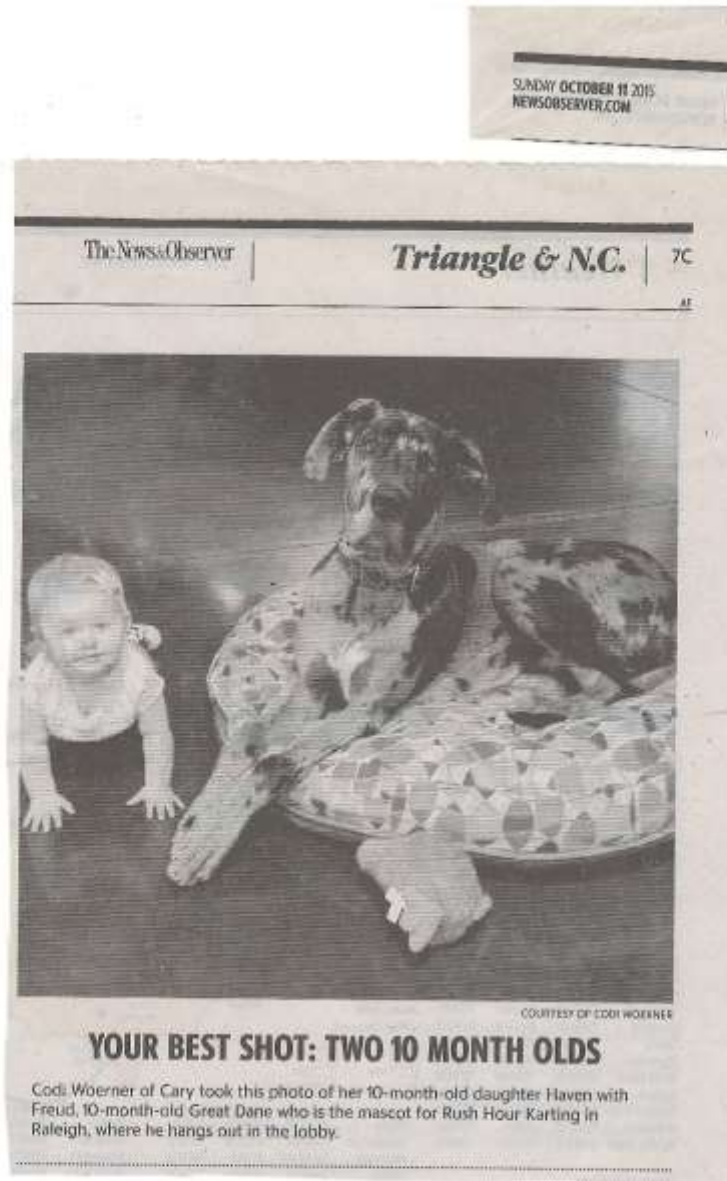 SUNDAY OCTOBER 11 2015
NEWSOBSERVER.COM
The News&Observer
Triangle & N.C.
7C
AE
COURTESY OF CODI WOERNER
YOUR BEST SHOT: TWO 10 MONTH OLDS
Codi Woerner of Cary took this photo of her 10-month-old daughter Haven with
Freud, 10-month-old Great Dane who is the mascot for Rush Hour Karting in
Raleigh, where he hangs out in the lobby.